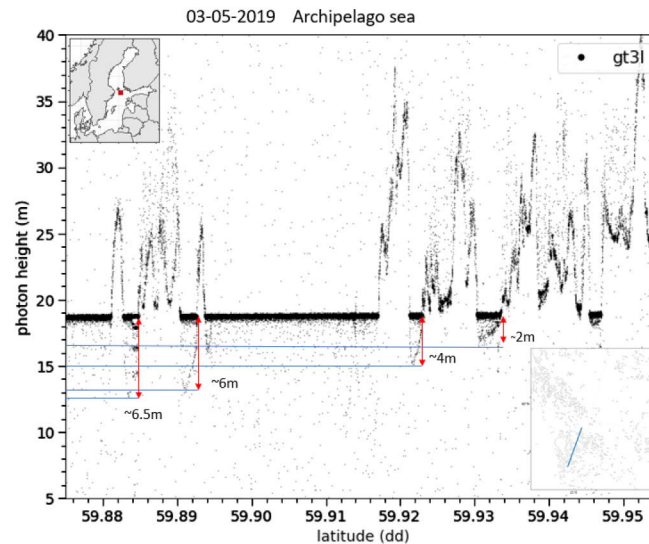 03-05-2019 Archipelago sea
gt3l
photon height (m)
40
35
30
25
20
15
10
5
~6.5m
~6m
~4m
~2m
59.88 59.89 59.90 59.91 59.92 59.93 59.94 59.95
latitude (dd)